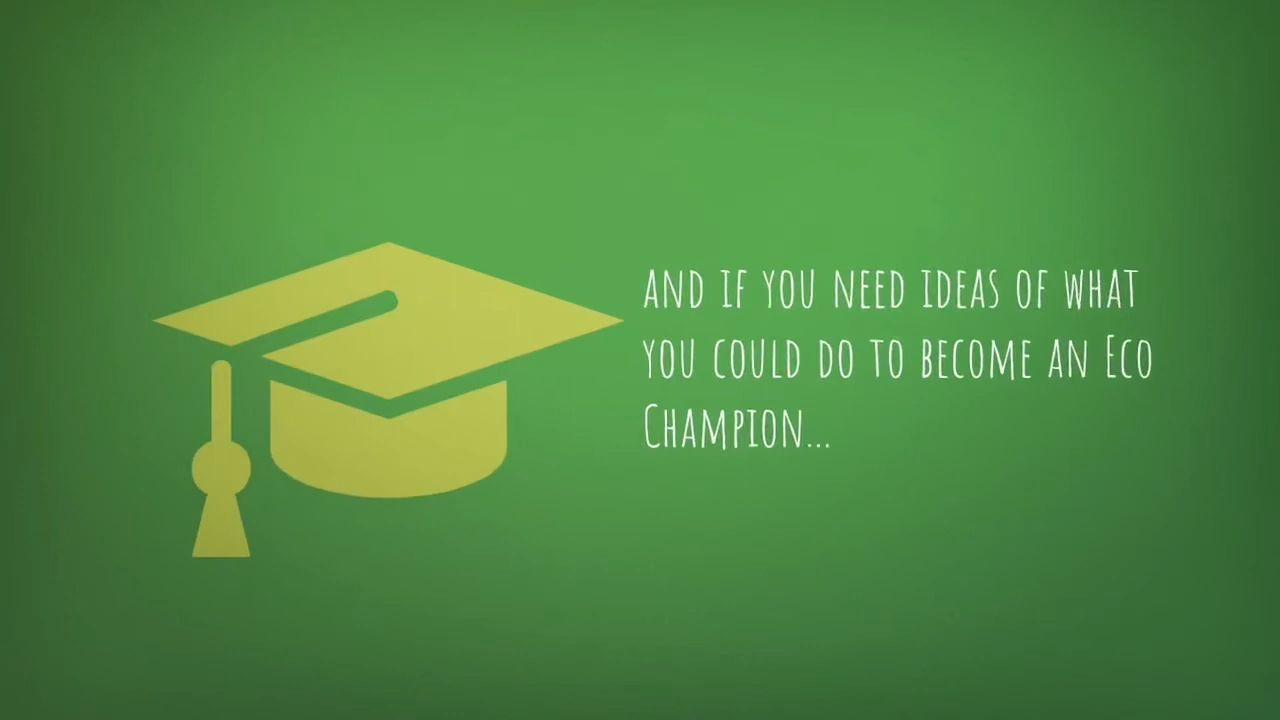 and if you need ideas of what
you could do to become an Eco
Champion...